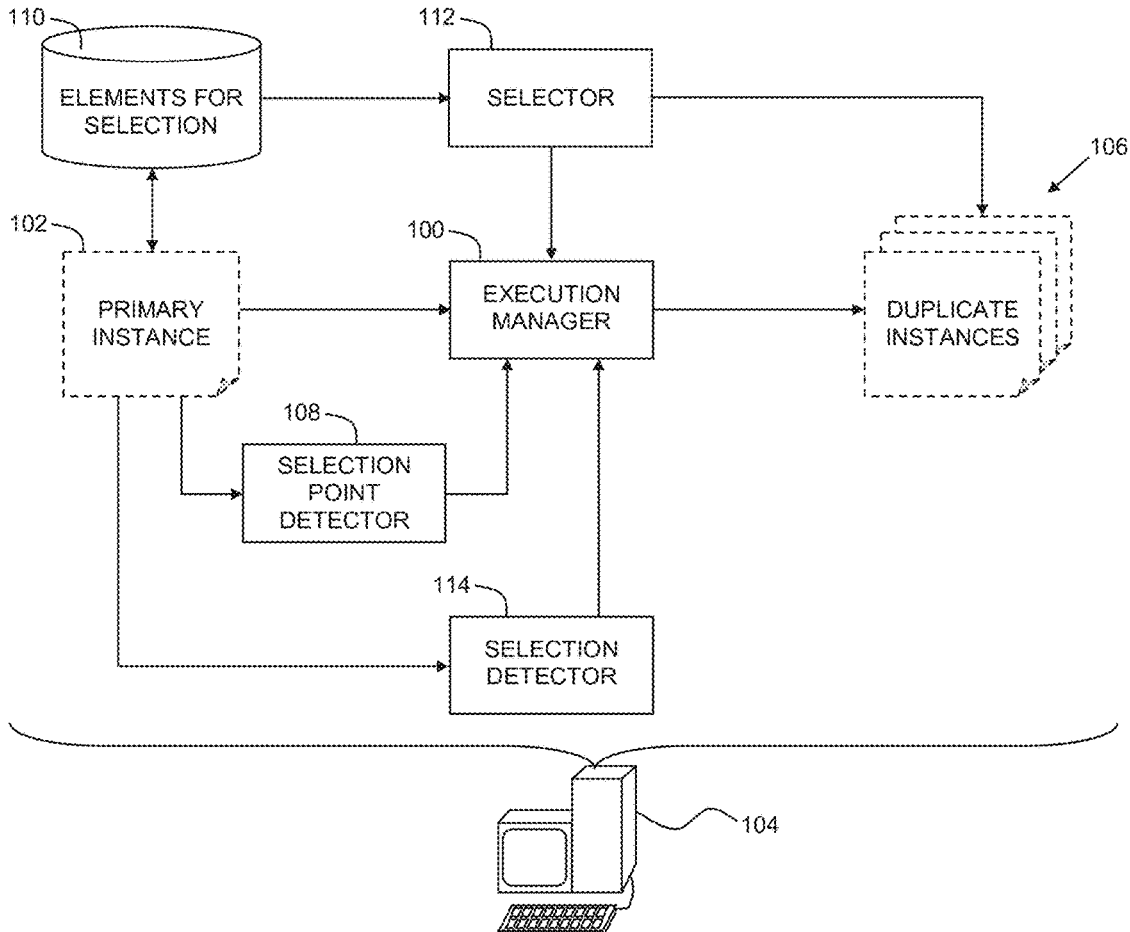 110
ELEMENTS FOR
SELECTION
112
SELECTOR
106
102
PRIMARY
INSTANCE
100
EXECUTION
MANAGER
DUPLICATE
INSTANCES
108
SELECTION
POINT
DETECTOR
114
SELECTION
DETECTOR
104